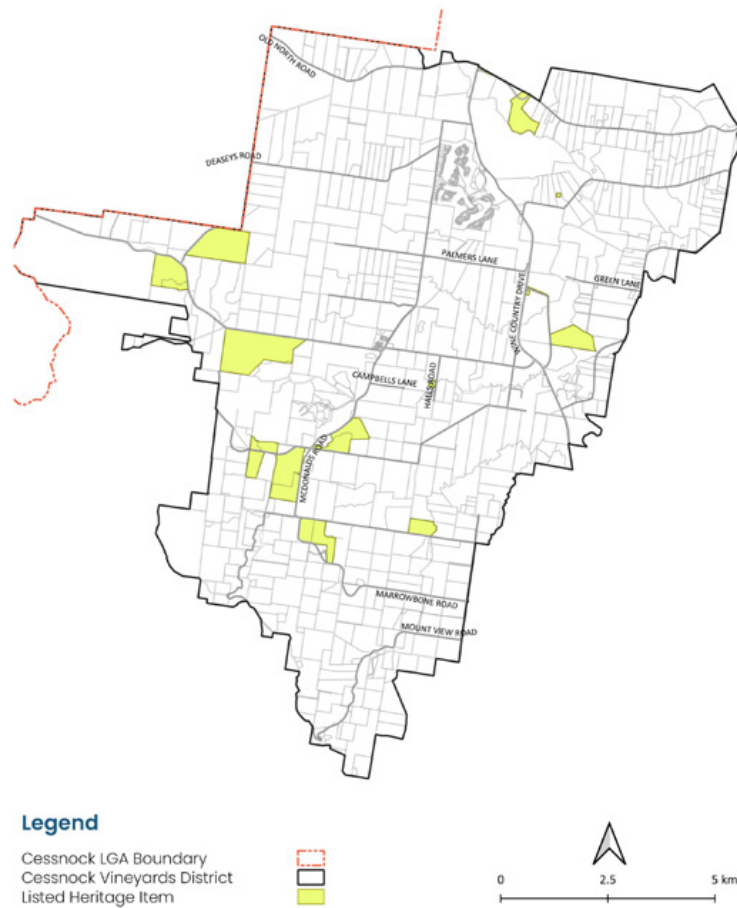 OLD NORTH ROAD
DEASEYS ROAD
PALMERS LANE
GREEN LANE
WINE COUNTRY DRIVE
CAMPBELLS LANE
HALLS ROAD
MCDONALDS ROAD
MARROWBONE ROAD
MOUNT VIEW ROAD
Legend
Cessnock LGA Boundary
Cessnock Vineyards District
Listed Heritage Item
0 2.5 5 km